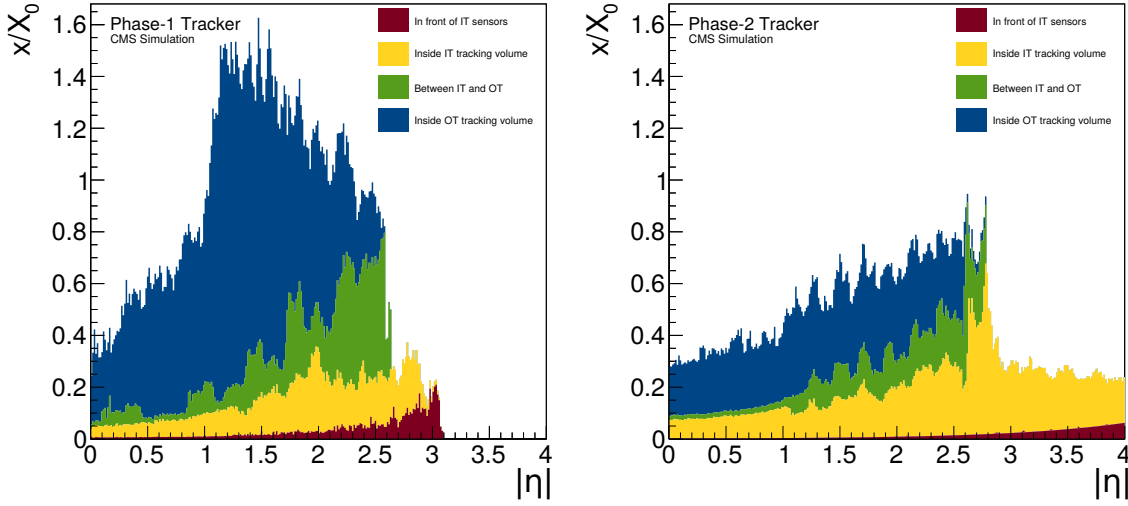 x/X0
1.6
1.4
1.2
1
0.8
0.6
0.4
0.2
0
Phase-1 Tracker
CMS Simulation
In front of IT sensors
Inside IT tracking volume
Between IT and OT
Inside OT tracking volume
0 0.5 1 1.5 2 2.5 3 3.5 4
|η|
x/X0
1.6
1.4
1.2
1
0.8
0.6
0.4
0.2
0
Phase-2 Tracker
CMS Simulation
In front of IT sensors
Inside IT tracking volume
Between IT and OT
Inside OT tracking volume
0 0.5 1 1.5 2 2.5 3 3.5 4
|η|